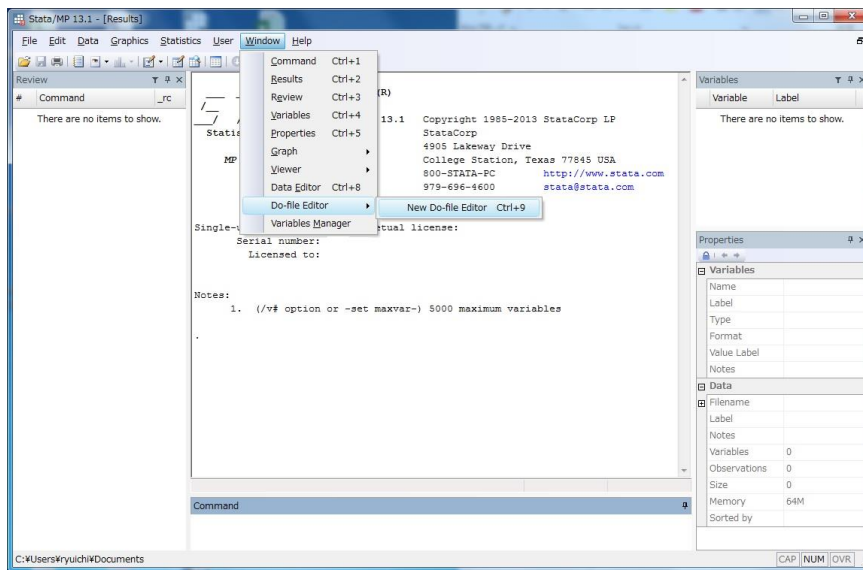 Stata/MP 13.1 - [Results]
File Edit Data Graphics Statistics User Window Help
Review
# Command _rc
There are no items to show.
Command Ctrl+1
Results Ctrl+2
Review Ctrl+3
Variables Ctrl+4
Properties Ctrl+5
Graph
Viewer
Data Editor Ctrl+8
Do-file Editor
Variables Manager
New Do-file Editor Ctrl+9
(R)
13.1 Copyright 1985-2013 StataCorp LP
Statis StataCorp
4905 Lakeway Drive
MP College Station, Texas 77845 USA
800-STATA-PC http://www.stata.com
979-696-4600 stata@stata.com
Single-u etual license:
Serial number:
Licensed to:
Notes:
1. (/v# option or -set maxvar-) 5000 maximum variables
.
Command
Variables
Variable Label
There are no items to show.
Properties
Variables
Name
Label
Type
Format
Value Label
Notes
Data
Filename
Label
Notes
Variables 0
Observations 0
Size 0
Memory 64M
Sorted by
C:¥Users¥ryuichi¥Documents
CAP NUM OVR